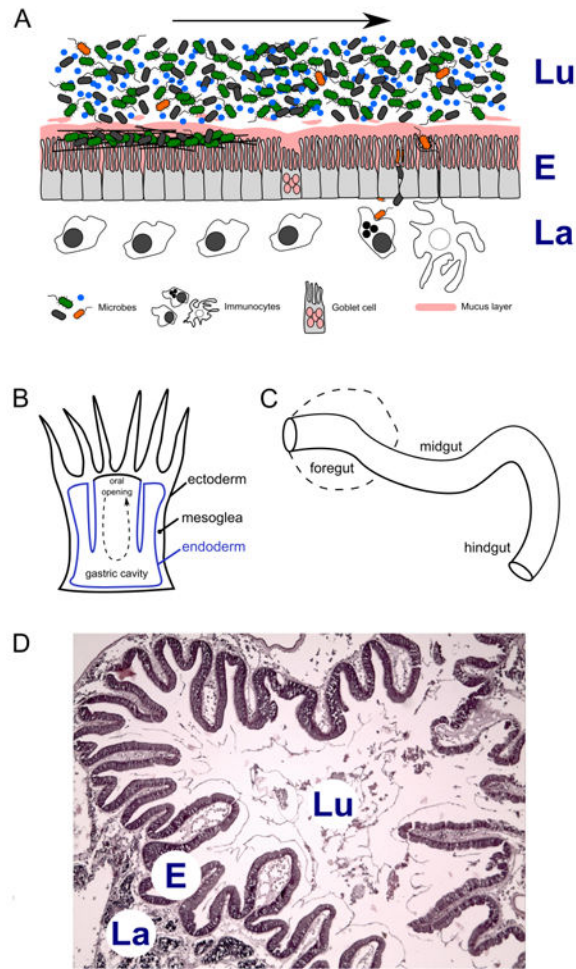 A
Lu
E
La
Microbes
Immunocytes
Goblet cell
Mucus layer
B
oral
opening
ectoderm
mesoglea
endoderm
gastric cavity
C
foregut
midgut
hindgut
D
Lu
E
La